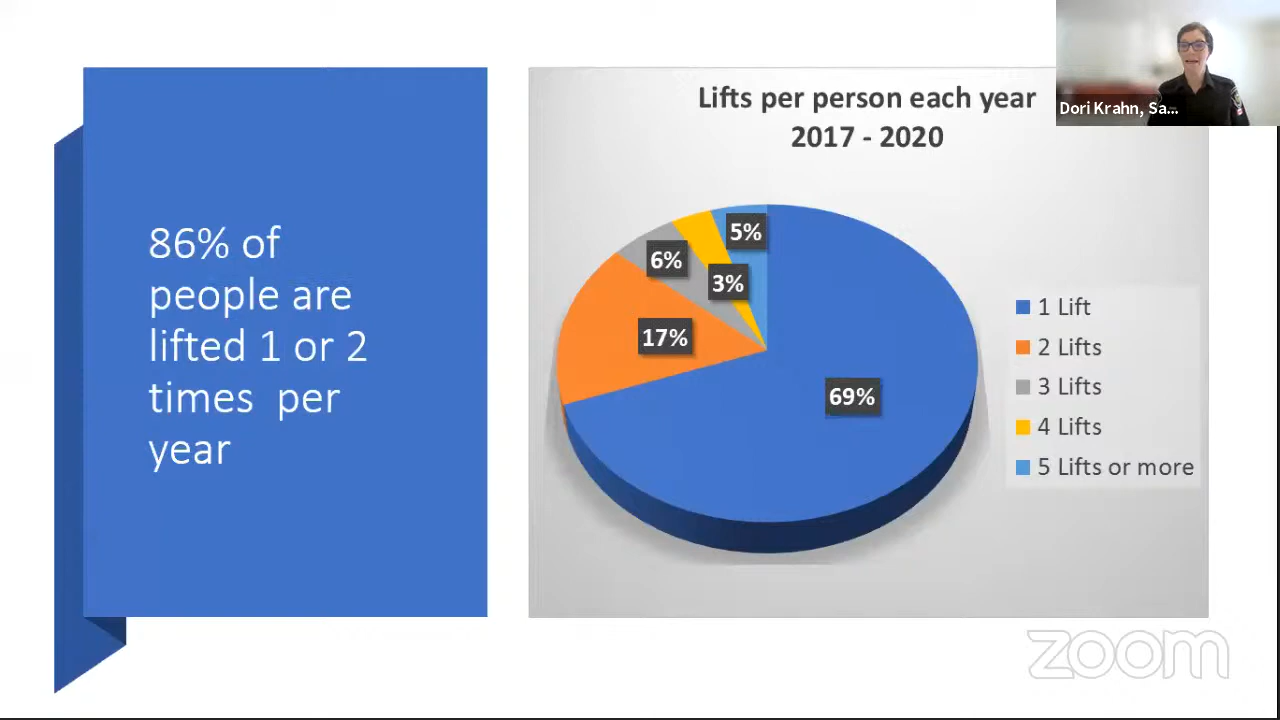 86% of
people are
lifted 1 or 2
times  per
year
Lifts per person each year
2017 - 2020
5%
6%
3%
17%
69%
1 Lift
2 Lifts
3 Lifts
4 Lifts
5 Lifts or more
Dori Krahn, Sa...
zoom